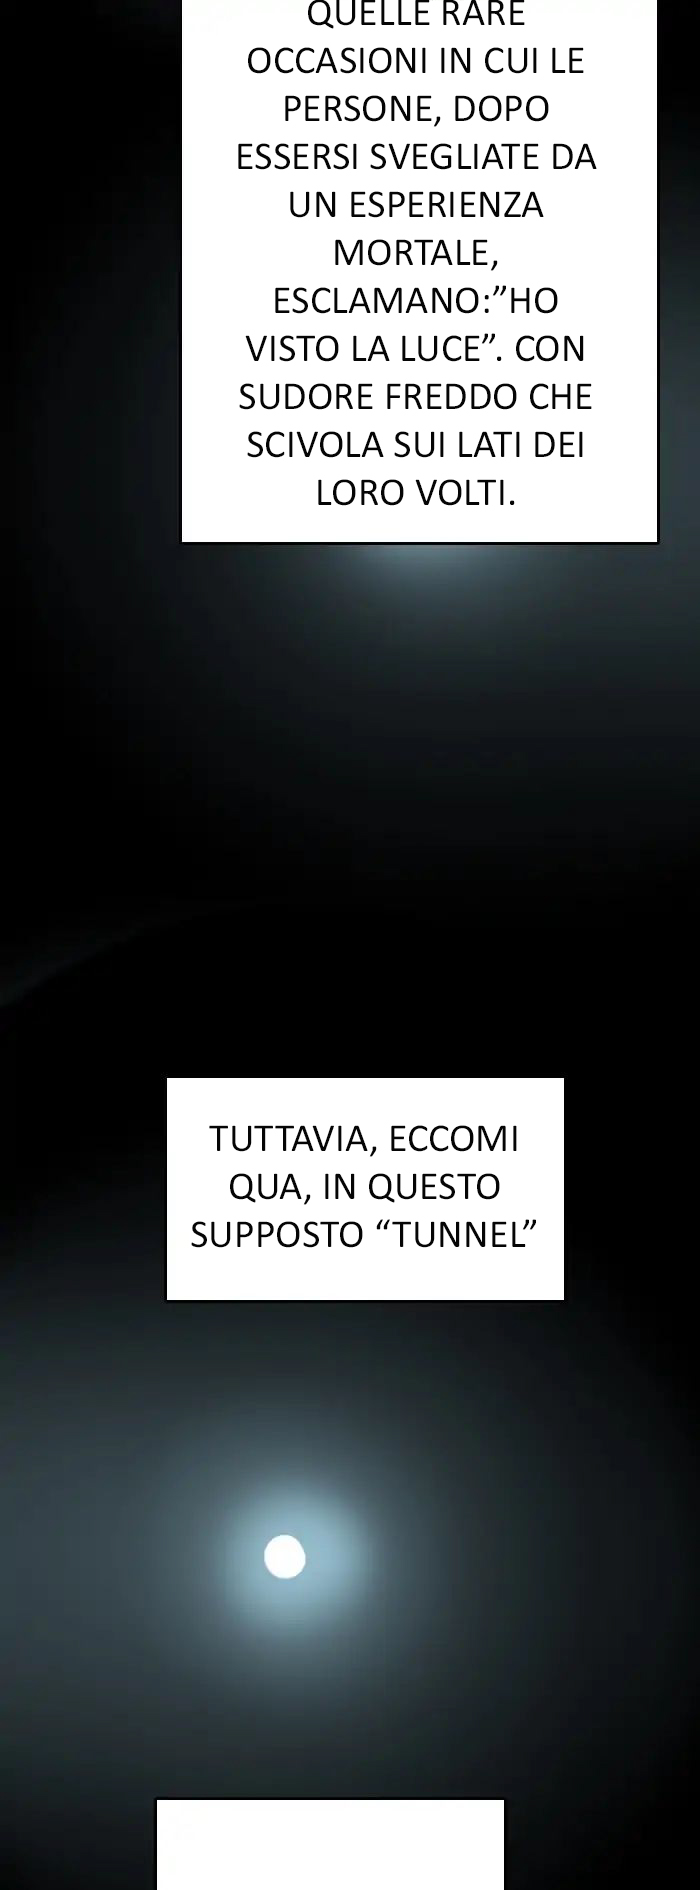 QUELLE RARE
OCCASIONI IN CUI LE
PERSONE, DOPO
ESSERSI SVEGLIATE DA
UN ESPERIENZA
MORTALE,
ESCLAMANO:”HO
VISTO LA LUCE”. CON
SUDORE FREDDO CHE
SCIVOLA SUI LATI DEI
LORO VOLTI.
TUTTAVIA, ECCOMI
QUA, IN QUESTO
SUPPOSTO “TUNNEL”